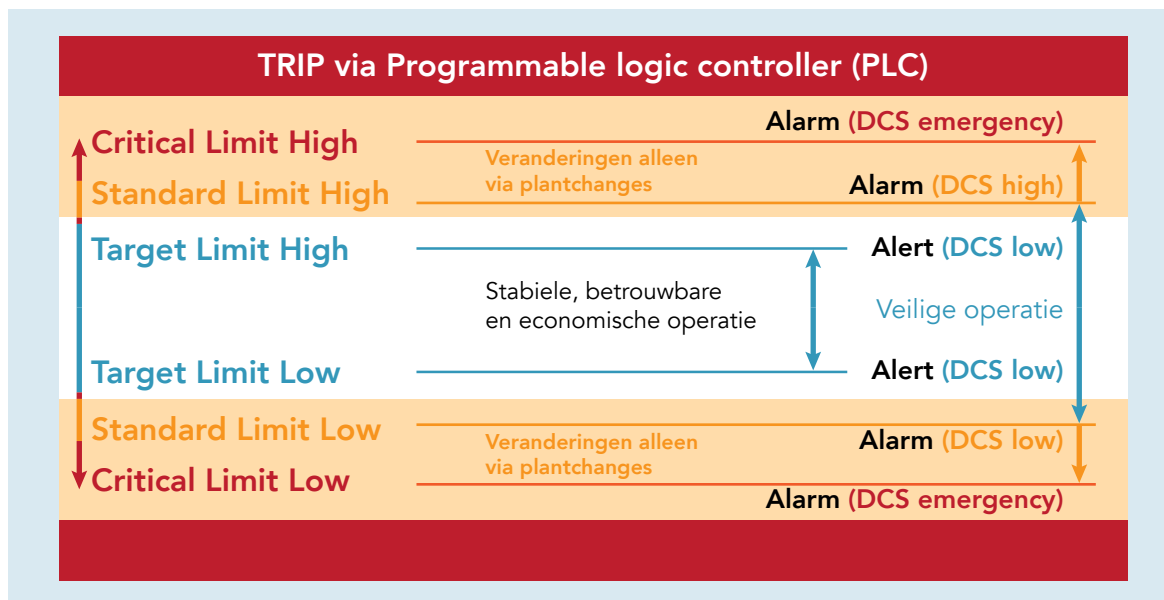 TRIP via Programmable logic controller (PLC)
Alarm (DCS emergency)
Critical Limit High
Veranderingen alleen
via plantchanges
Standard Limit High
Alarm (DCS high)
Target Limit High
Alert (DCS low)
Stabiele, betrouwbare
en economische operatie
Veilige operatie
Target Limit Low
Alert (DCS low)
Standard Limit Low
Alarm (DCS low)
Veranderingen alleen
via plantchanges
Critical Limit Low
Alarm (DCS emergency)